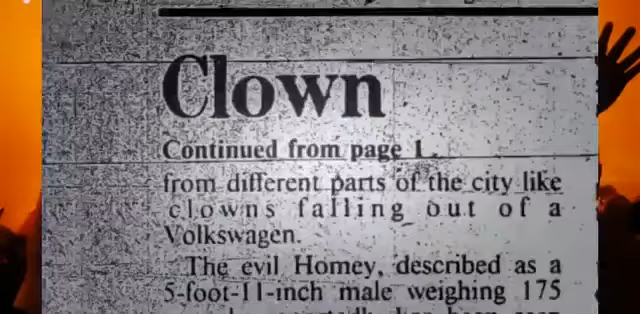 Clown
Continued from page 1
from different parts of the city like
clowns falling out of a
Volkswagen.
The evil Homey, described as a
5-foot-11-inch male weighing 175